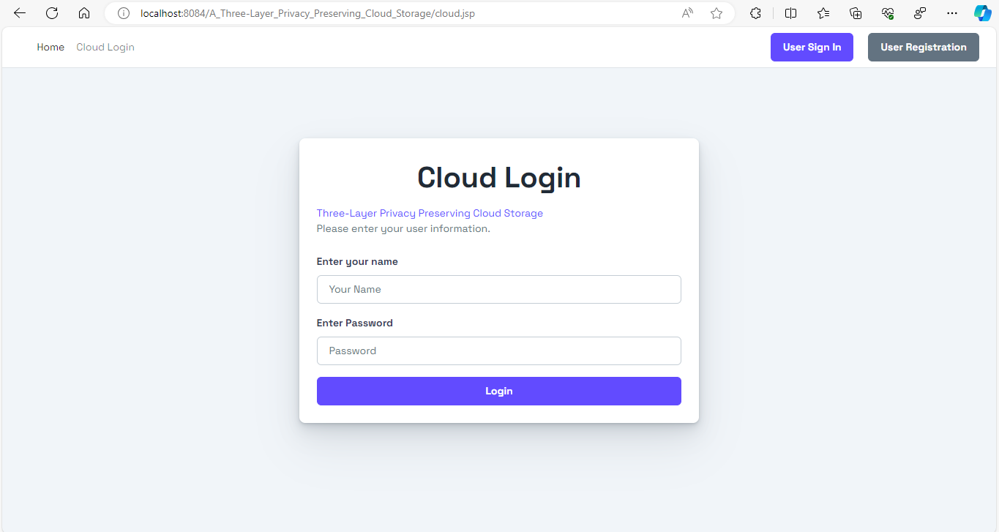 localhost:8084/A_Three-Layer_Privacy_Preserving_Cloud_Storage/cloud.jsp
Home Cloud Login User Sign In User Registration
Cloud Login
Three-Layer Privacy Preserving Cloud Storage
Please enter your user information.
Enter your name
Your Name
Enter Password
Password
Login